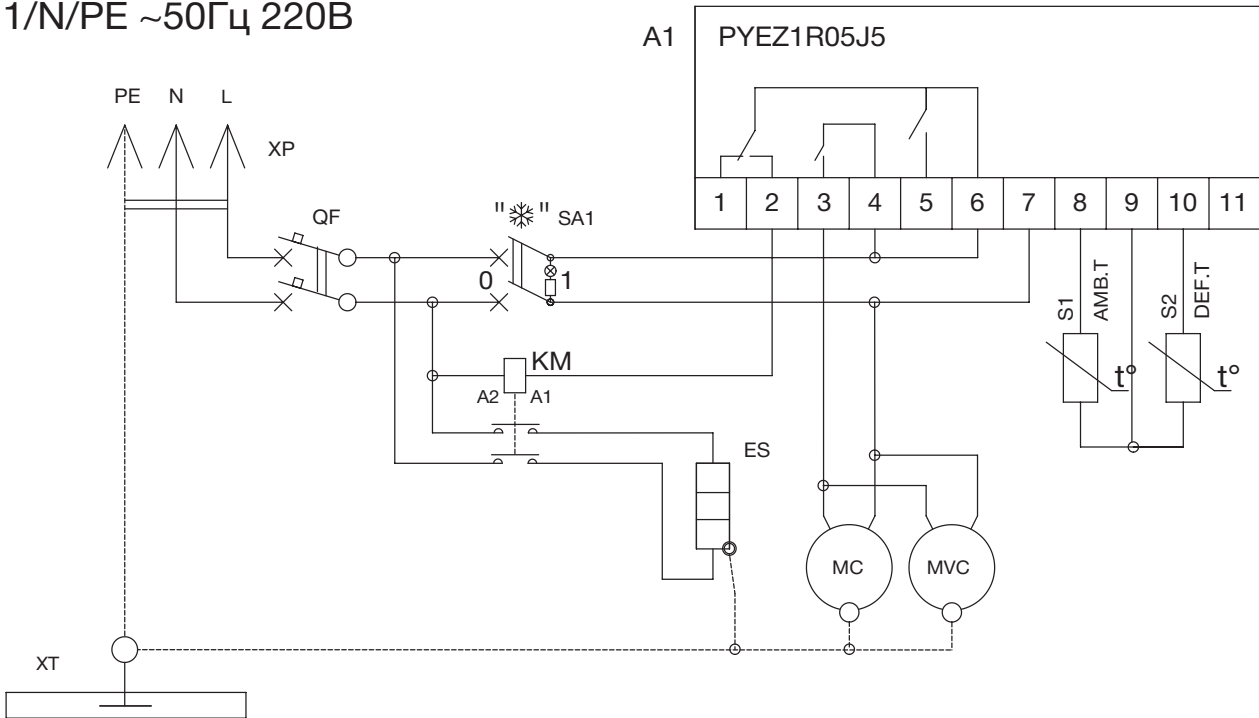 1/N/PE ~50Гц 220В
A1 PYEZ1R05J5
PE N L
XP
1 2 3 4 5 6 7 8 9 10 11
QF
"❄" SA1
0 1
S1 AMB.T
S2 DEF.T
KM
A2 A1
t° t°
ES
MC MVC
XT